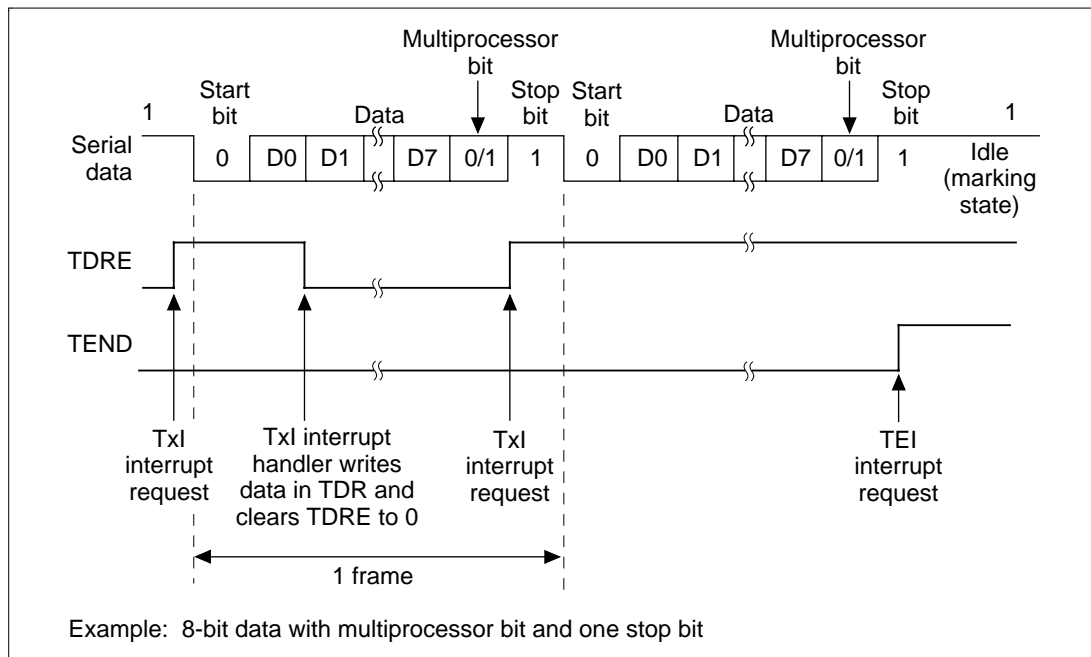 Multiprocessor bit Multiprocessor bit
1 Start bit Data Stop bit Start bit Data Stop bit 1
Serial data 0 D0 D1 D7 0/1 1 0 D0 D1 D7 0/1 1 Idle (marking state)
TDRE
TEND
TxI interrupt request
TxI interrupt handler writes data in TDR and clears TDRE to 0
TxI interrupt request
TEI interrupt request
1 frame
Example: 8-bit data with multiprocessor bit and one stop bit